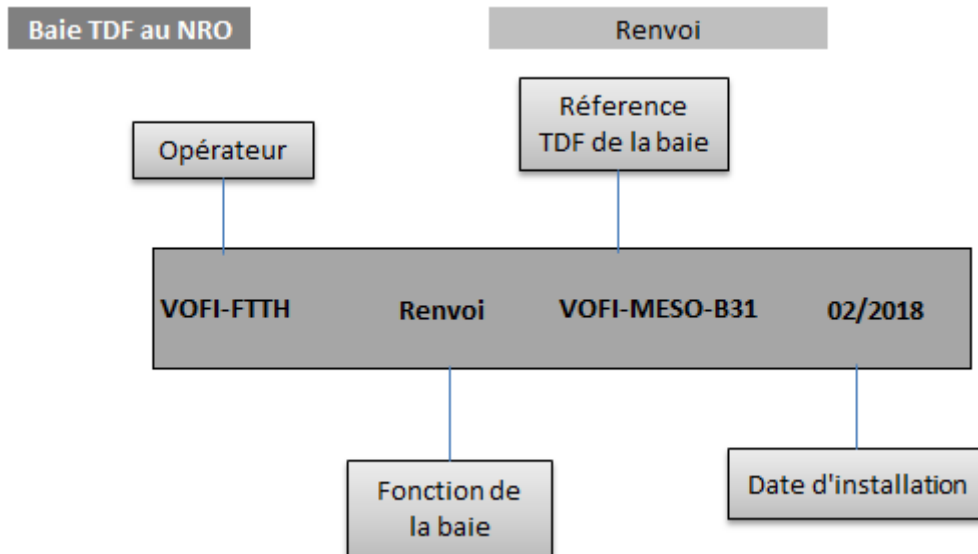 Baie TDF au NRO
Renvoi
Opérateur
Réference
TDF de la baie
VOFI-FTTH Renvoi VOFI-MESO-B31 02/2018
Fonction de
la baie
Date d'installation